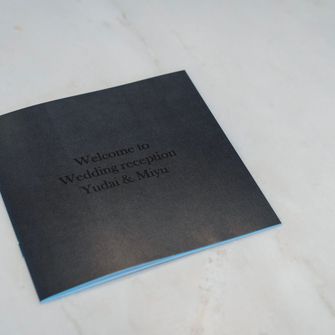 Welcome to
Wedding reception
Yudai & Miyu